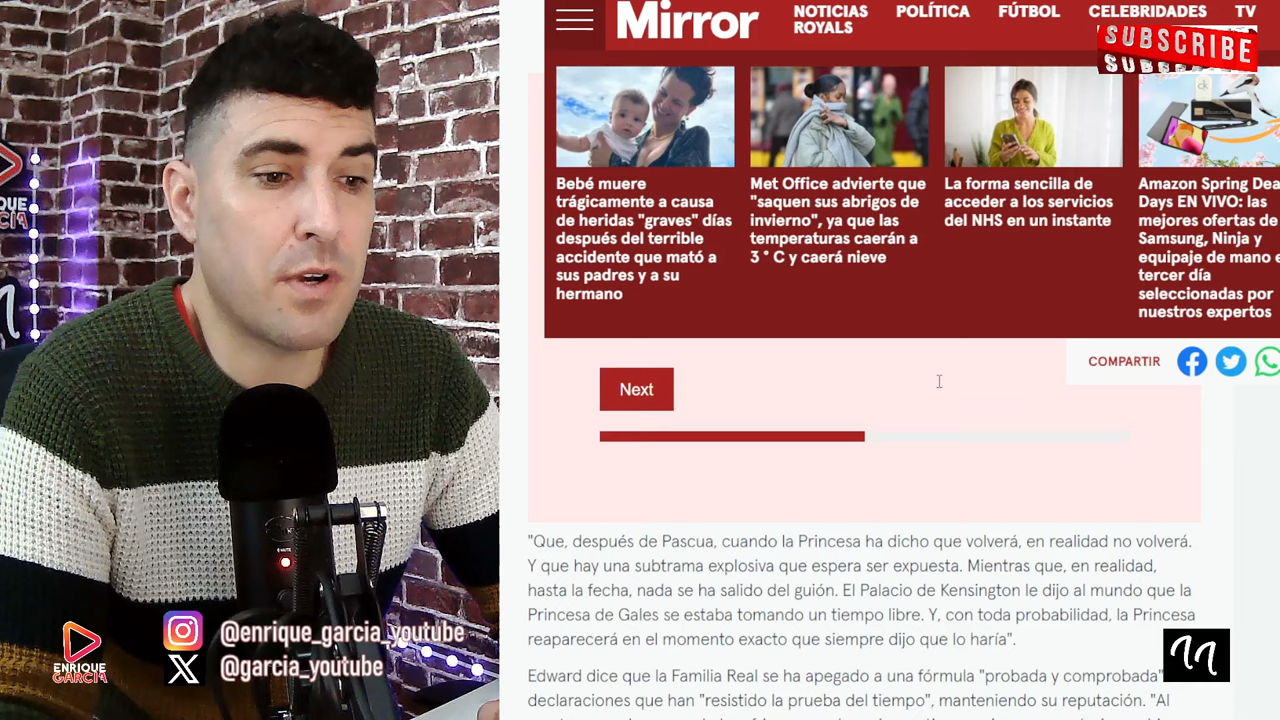 Mirror
NOTICIAS
ROYALS
POLÍTICA
FÚTBOL
CELEBRIDADES
TV
SUBSCRIBE
Bebé muere
trágicamente a causa
de heridas "graves" días
después del terrible
accidente que mató a
sus padres y a su
hermano
Met Office advierte que
"saquen sus abrigos de
invierno", ya que las
temperaturas caerán a
3 ° C y caerá nieve
La forma sencilla de
acceder a los servicios
del NHS en un instante
Amazon Spring Dea
Days EN VIVO: las
mejores ofertas de
Samsung, Ninja y
equipaje de mano e
tercer día
seleccionadas por
nuestros expertos
COMPARTIR
Next
"Que, después de Pascua, cuando la Princesa ha dicho que volverá, en realidad no volverá.
Y que hay una subtrama explosiva que espera ser expuesta. Mientras que, en realidad,
hasta la fecha, nada se ha salido del guión. El Palacio de Kensington le dijo al mundo que la
Princesa de Gales se estaba tomando un tiempo libre. Y, con toda probabilidad, la Princesa
reaparecerá en el momento exacto que siempre dijo que lo haría".
Edward dice que la Familia Real se ha apegado a una fórmula "probada y comprobada"
declaraciones que han "resistido la prueba del tiempo", manteniendo su reputación. "Al
@enrique_garcia_youtube
@garcia_youtube
ENRIQUE
GARCIA